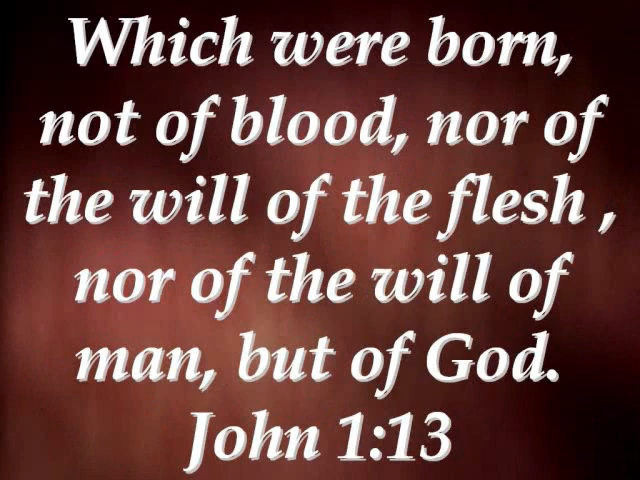 Which were born,
not of blood, nor of
the will of the flesh ,
nor of the will of
man, but of God.
John 1:13